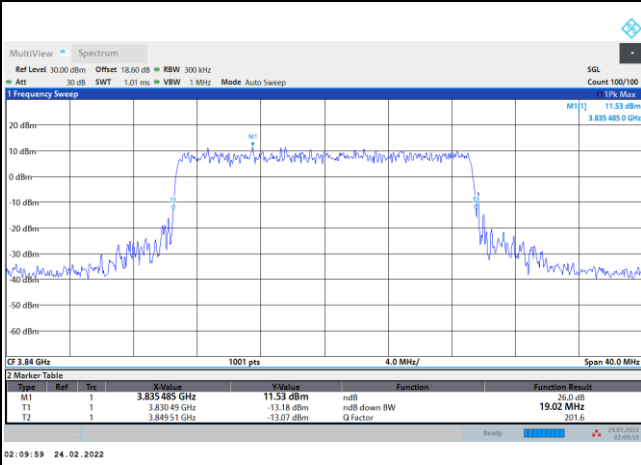 MultiView Spectrum
Ref Level 30.00 dBm Offset 18.60 dB RBW 300 kHz SGL
Att 30 dB SWT 1.01 ms VBW 1 MHz Mode Auto Sweep Count 100/100
1 Frequency Sweep 1Pk Max
M1[1] 11.53 dBm
3.835 485 0 GHz
20 dBm
M1
10 dBm
0 dBm
-10 dBm
T1
T2
-20 dBm
-30 dBm
-40 dBm
-50 dBm
-60 dBm
CF 3.84 GHz 1001 pts 4.0 MHz/ Span 40.0 MHz
2 Marker Table
Type Ref Trc X-Value Y-Value Function Function Result
M1 1 3.835 485 GHz 11.53 dBm ndB 26.0 dB
T1 1 3.830 49 GHz -13.18 dBm ndB down BW 19.02 MHz
T2 1 3.849 51 GHz -13.07 dBm Q Factor 201.6
Ready 24.02.2022
02:09:59
02:09:59 24.02.2022